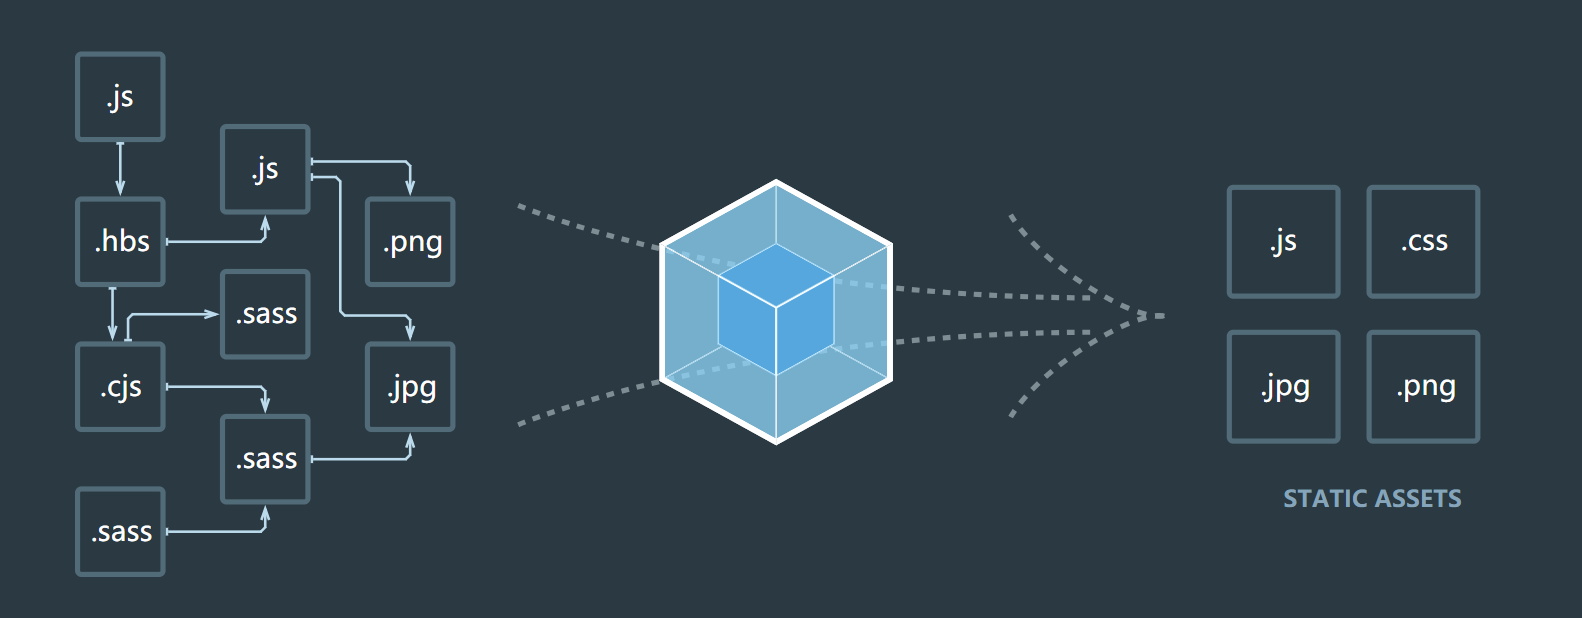 .js
.js
.hbs
.png
.sass
.cjs
.jpg
.sass
.sass
.js
.css
.jpg
.png
STATIC ASSETS